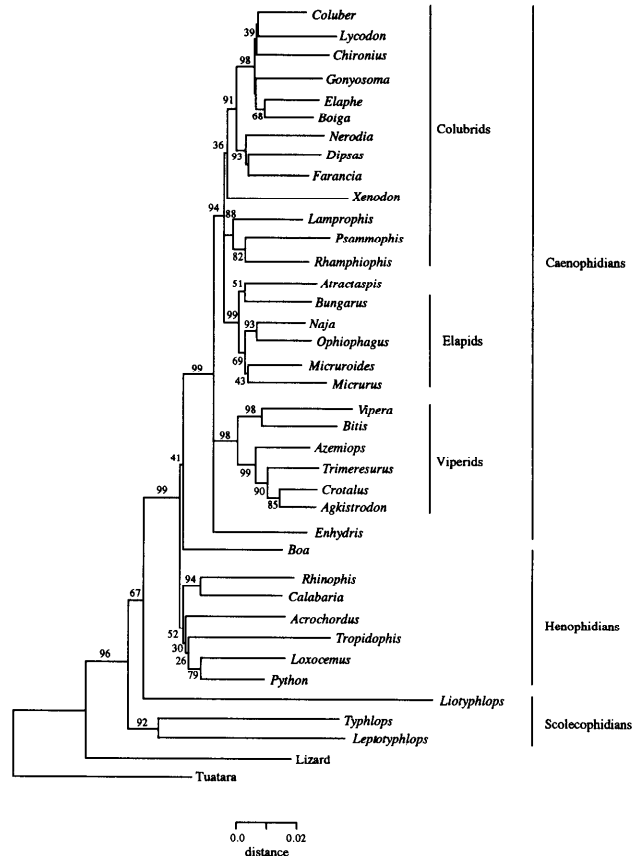 Coluber
39
Lycodon
Chironius
98
Gonyosoma
91
Elaphe
68
Boiga
Colubrids
Nerodia
36
93
Dipsas
Farancia
Xenodon
94
88
Lamprophis
Psammophis
82
Rhamphiophis
Caenophidians
51
Atractaspis
Bungarus
99
93
Naja
Ophiophagus
Elapids
69
Micruroides
43
Micrurus
99
98
Vipera
Bitis
98
Azemiops
41
99
Trimeresurus
Viperids
90
Crotalus
99
85
Agkistrodon
Enhydris
Boa
94
Rhinophis
67
Calabaria
Acrochordus
52
Tropidophis
Henophidians
30
26
Loxocemus
96
79
Python
Liotyphlops
92
Typhlops
Scolecophidians
Leptotyphlops
Lizard
Tuatara
0.0 0.02
distance